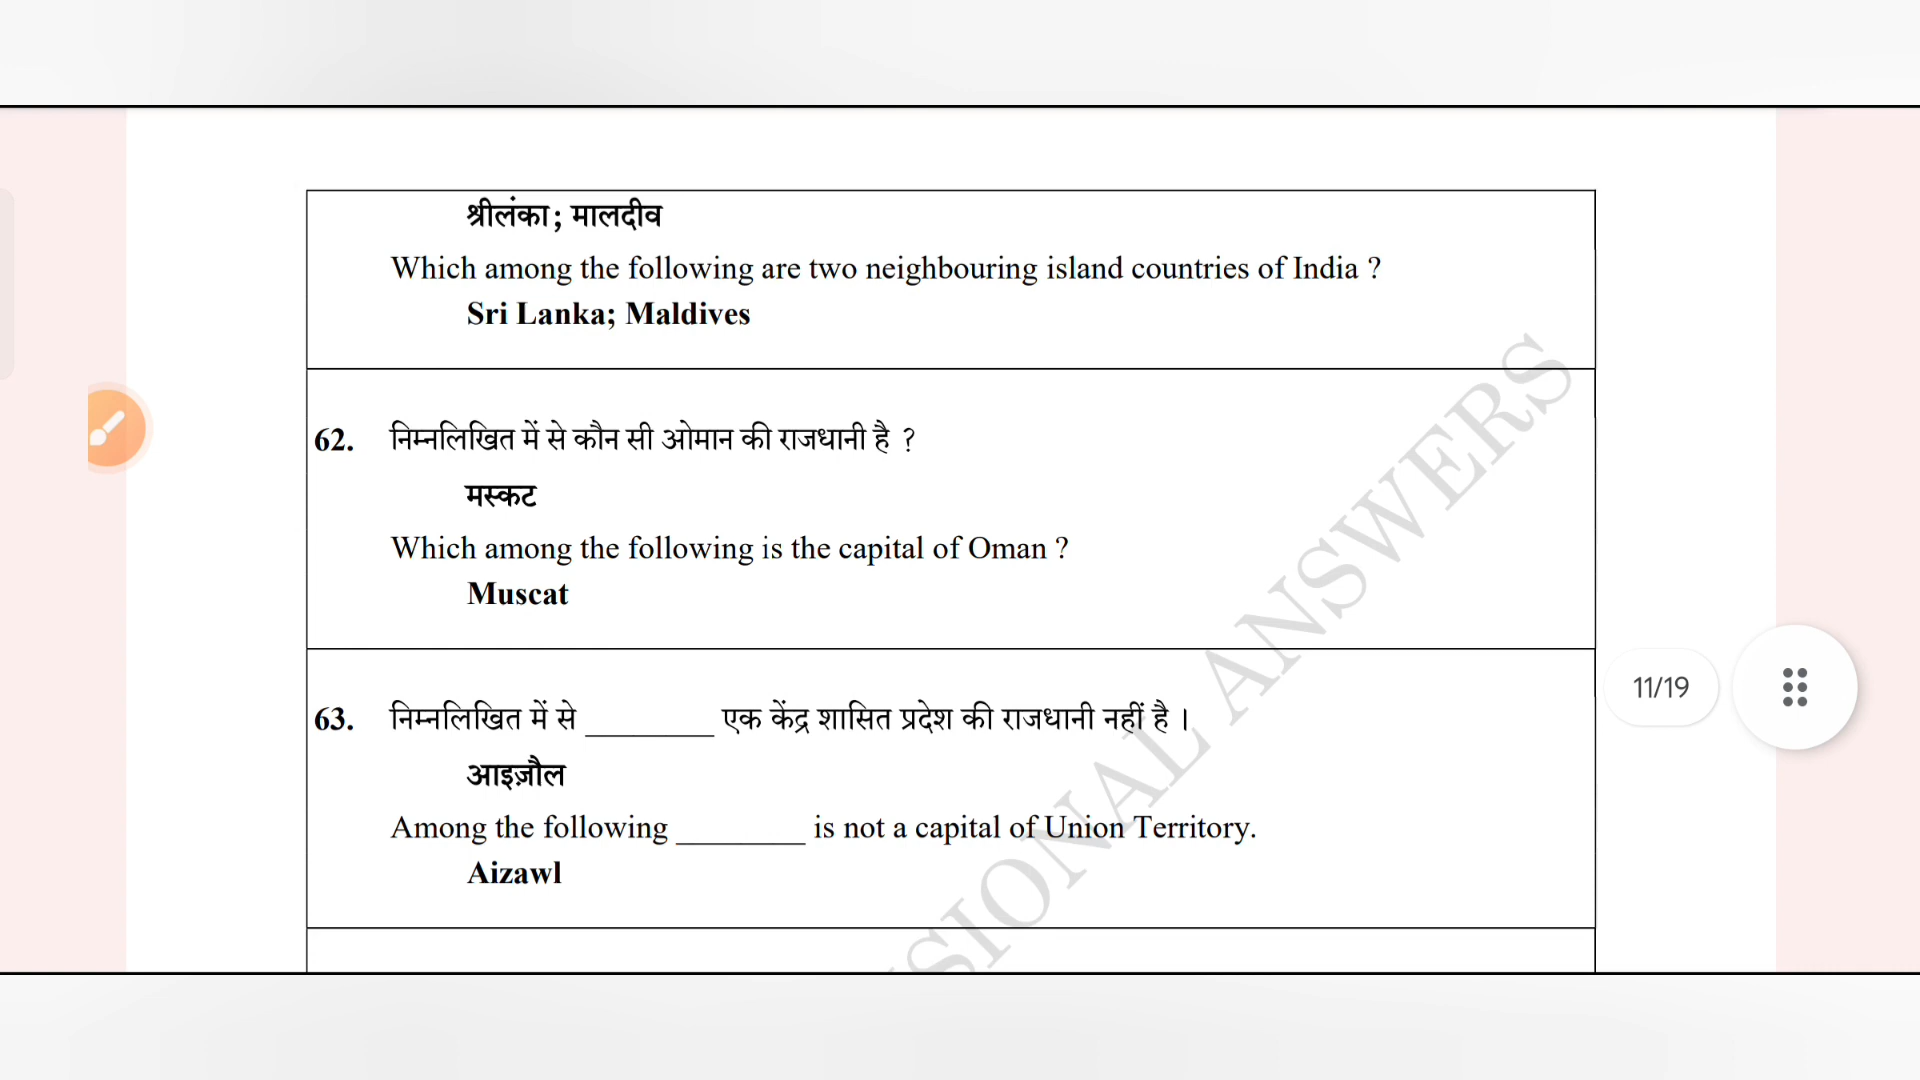 श्रीलंका; मालदीव
Which among the following are two neighbouring island countries of India ?
Sri Lanka; Maldives
62. निम्नलिखित में से कौन सी ओमान की राजधानी है ?
मस्कट
Which among the following is the capital of Oman ?
Muscat
63. निम्नलिखित में से ________ एक केंद्र शासित प्रदेश की राजधानी नहीं है ।
आइज़ौल
Among the following ________ is not a capital of Union Territory.
Aizawl
SIONAL ANSWERS
11/19